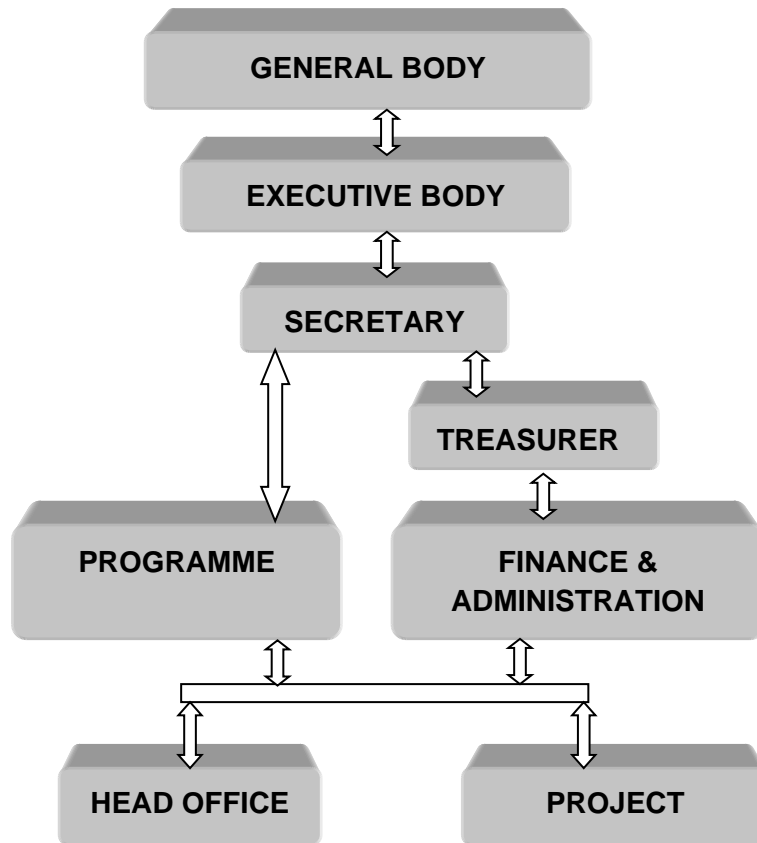 GENERAL BODY
EXECUTIVE BODY
SECRETARY
TREASURER
PROGRAMME
FINANCE &
ADMINISTRATION
HEAD OFFICE
PROJECT